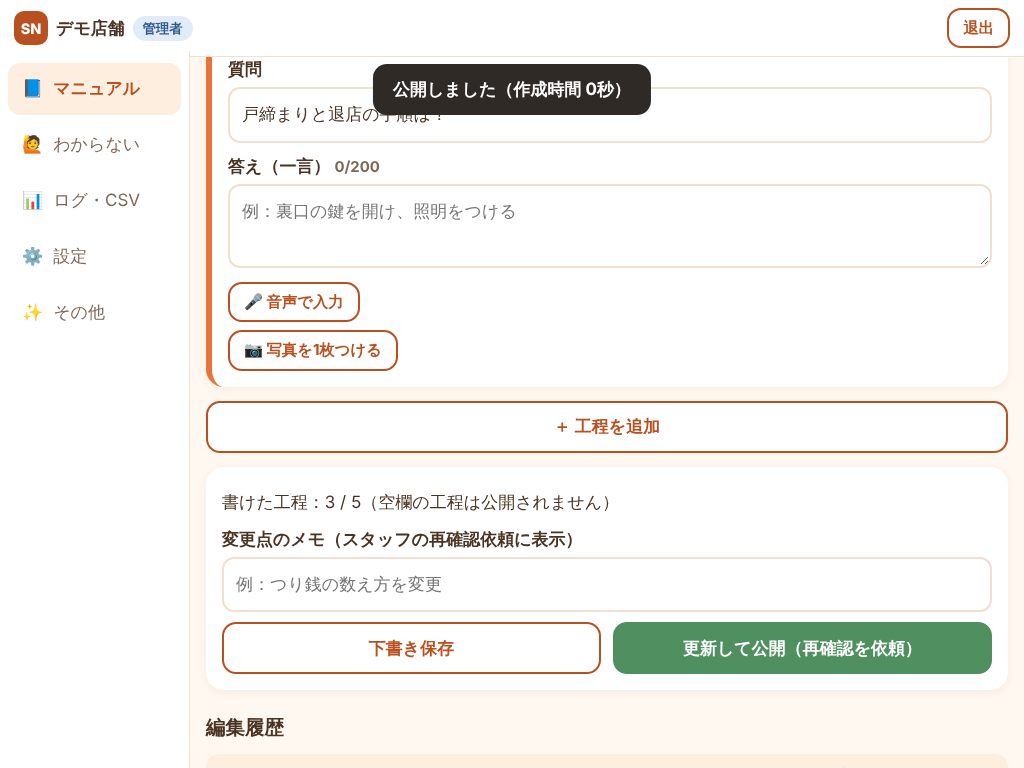 SN デモ店舗 管理者 退出
マニュアル
わからない
ログ・CSV
設定
その他
公開しました（作成時間 0秒）
質問
戸締まりと退店の手順は？
答え（一言） 0/200
例：裏口の鍵を開け、照明をつける
音声で入力
写真を1枚つける
＋ 工程を追加
書けた工程：3 / 5（空欄の工程は公開されません）
変更点のメモ（スタッフの再確認依頼に表示）
例：つり銭の数え方を変更
下書き保存
更新して公開（再確認を依頼）
編集履歴